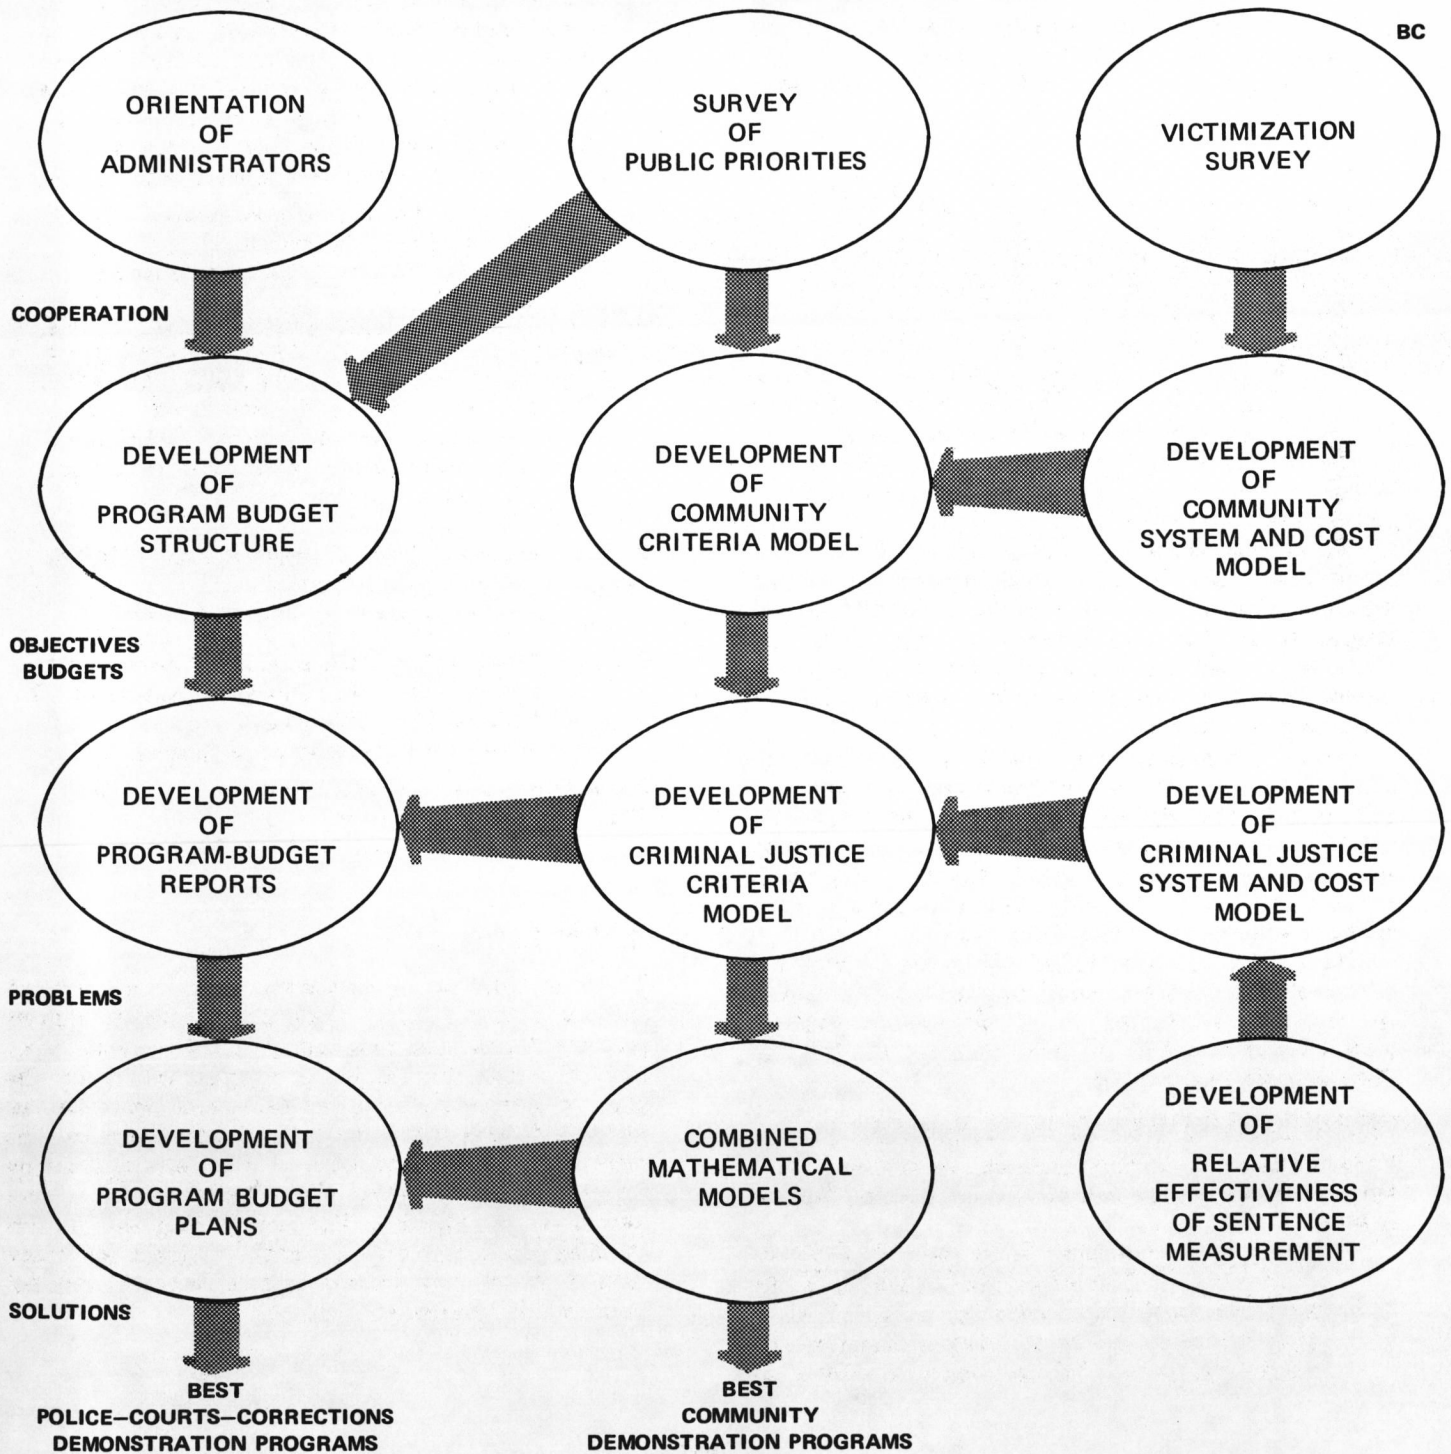 BC
ORIENTATION
OF
ADMINISTRATORS
SURVEY
OF
PUBLIC PRIORITIES
VICTIMIZATION
SURVEY
COOPERATION
DEVELOPMENT
OF
PROGRAM BUDGET
STRUCTURE
DEVELOPMENT
OF
COMMUNITY
CRITERIA MODEL
DEVELOPMENT
OF
COMMUNITY
SYSTEM AND COST
MODEL
OBJECTIVES
BUDGETS
DEVELOPMENT
OF
PROGRAM-BUDGET
REPORTS
DEVELOPMENT
OF
CRIMINAL JUSTICE
CRITERIA
MODEL
DEVELOPMENT
OF
CRIMINAL JUSTICE
SYSTEM AND COST
MODEL
PROBLEMS
DEVELOPMENT
OF
PROGRAM BUDGET
PLANS
COMBINED
MATHEMATICAL
MODELS
DEVELOPMENT
OF
RELATIVE
EFFECTIVENESS
OF SENTENCE
MEASUREMENT
SOLUTIONS
BEST
POLICE—COURTS—CORRECTIONS
DEMONSTRATION PROGRAMS
BEST
COMMUNITY
DEMONSTRATION PROGRAMS